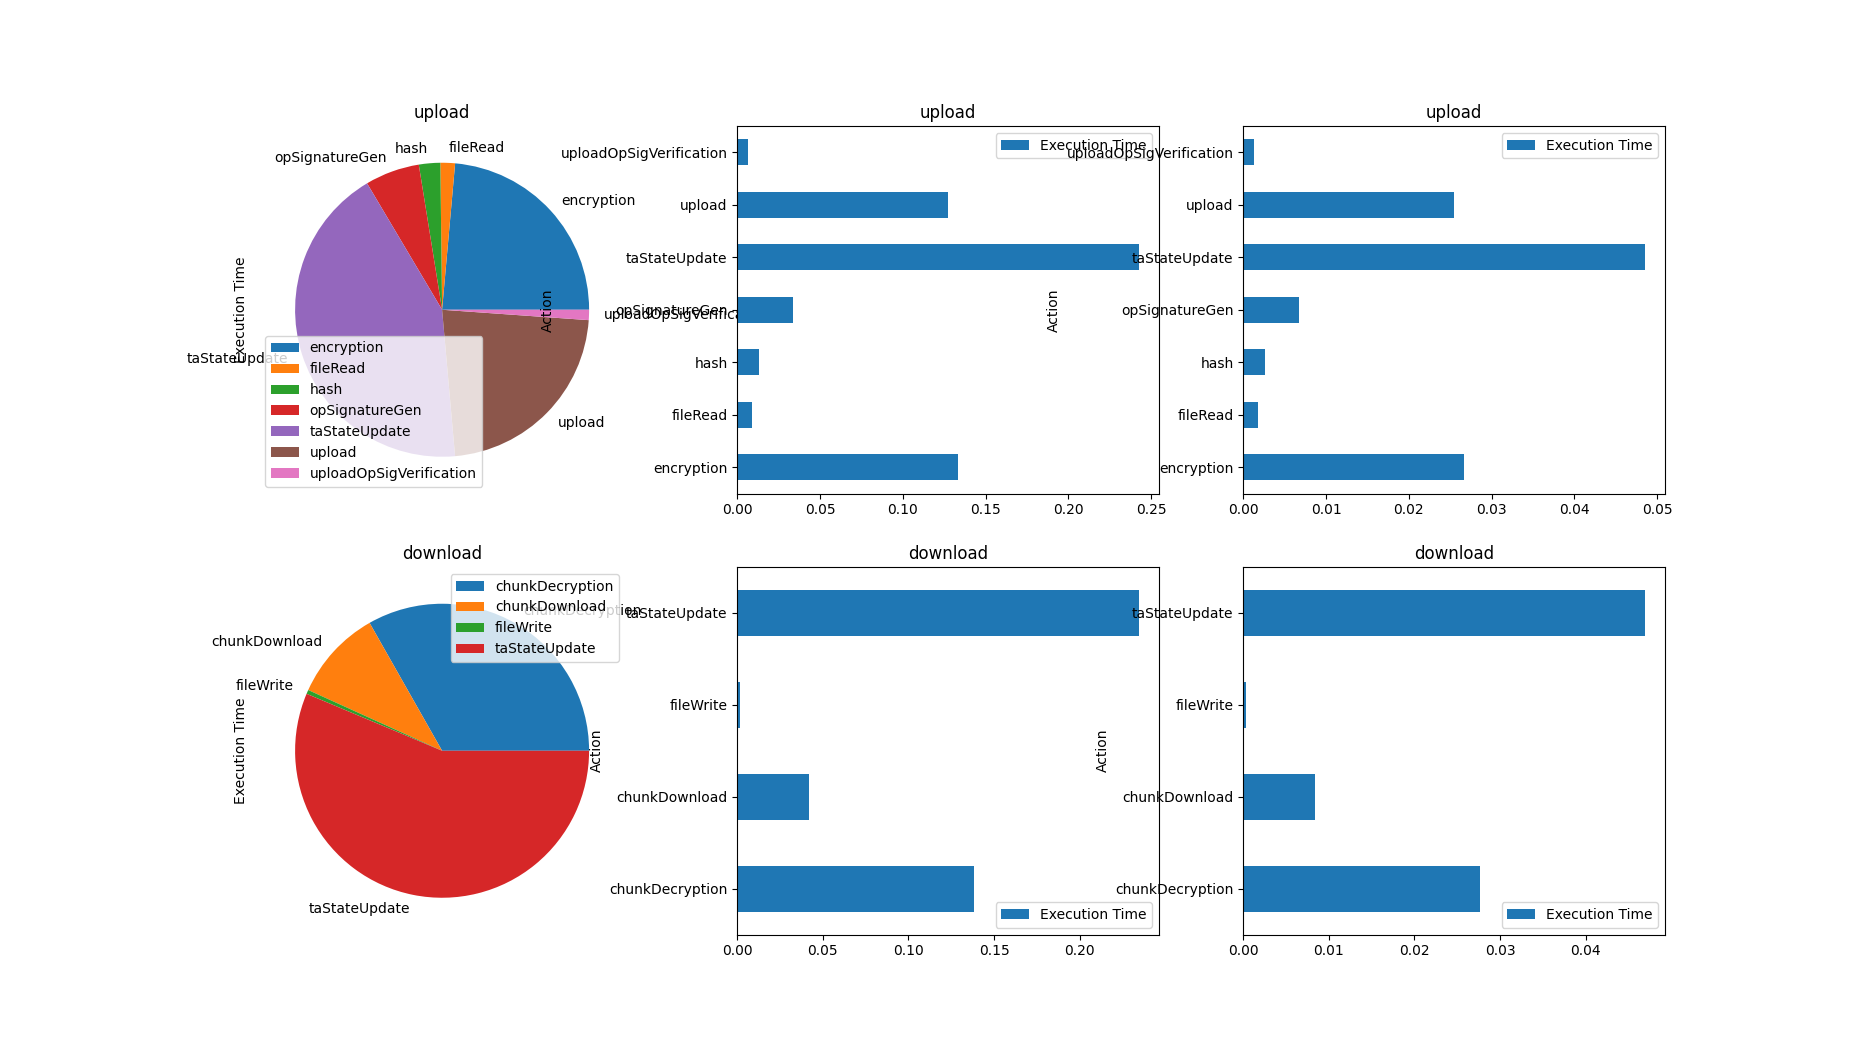 upload
opSignatureGen
hash
fileRead
encryption
Execution Time
taStateUpdate
uploadOpSigVerifica
upload
encryption
fileRead
hash
opSignatureGen
taStateUpdate
upload
uploadOpSigVerification
upload
Execution Time
uploadOpSigVerification
upload
taStateUpdate
opSignatureGen
hash
fileRead
encryption
Action
0.00 0.05 0.10 0.15 0.20 0.25
upload
Execution Time
uploadOpSigVerification
upload
taStateUpdate
opSignatureGen
hash
fileRead
encryption
Action
0.00 0.01 0.02 0.03 0.04 0.05
download
chunkDecryption
chunkDownload
fileWrite
taStateUpdate
chunkDecryption
chunkDownload
fileWrite
Execution Time
taStateUpdate
download
taStateUpdate
fileWrite
chunkDownload
chunkDecryption
Action
Execution Time
0.00 0.05 0.10 0.15 0.20
download
taStateUpdate
fileWrite
chunkDownload
chunkDecryption
Action
Execution Time
0.00 0.01 0.02 0.03 0.04